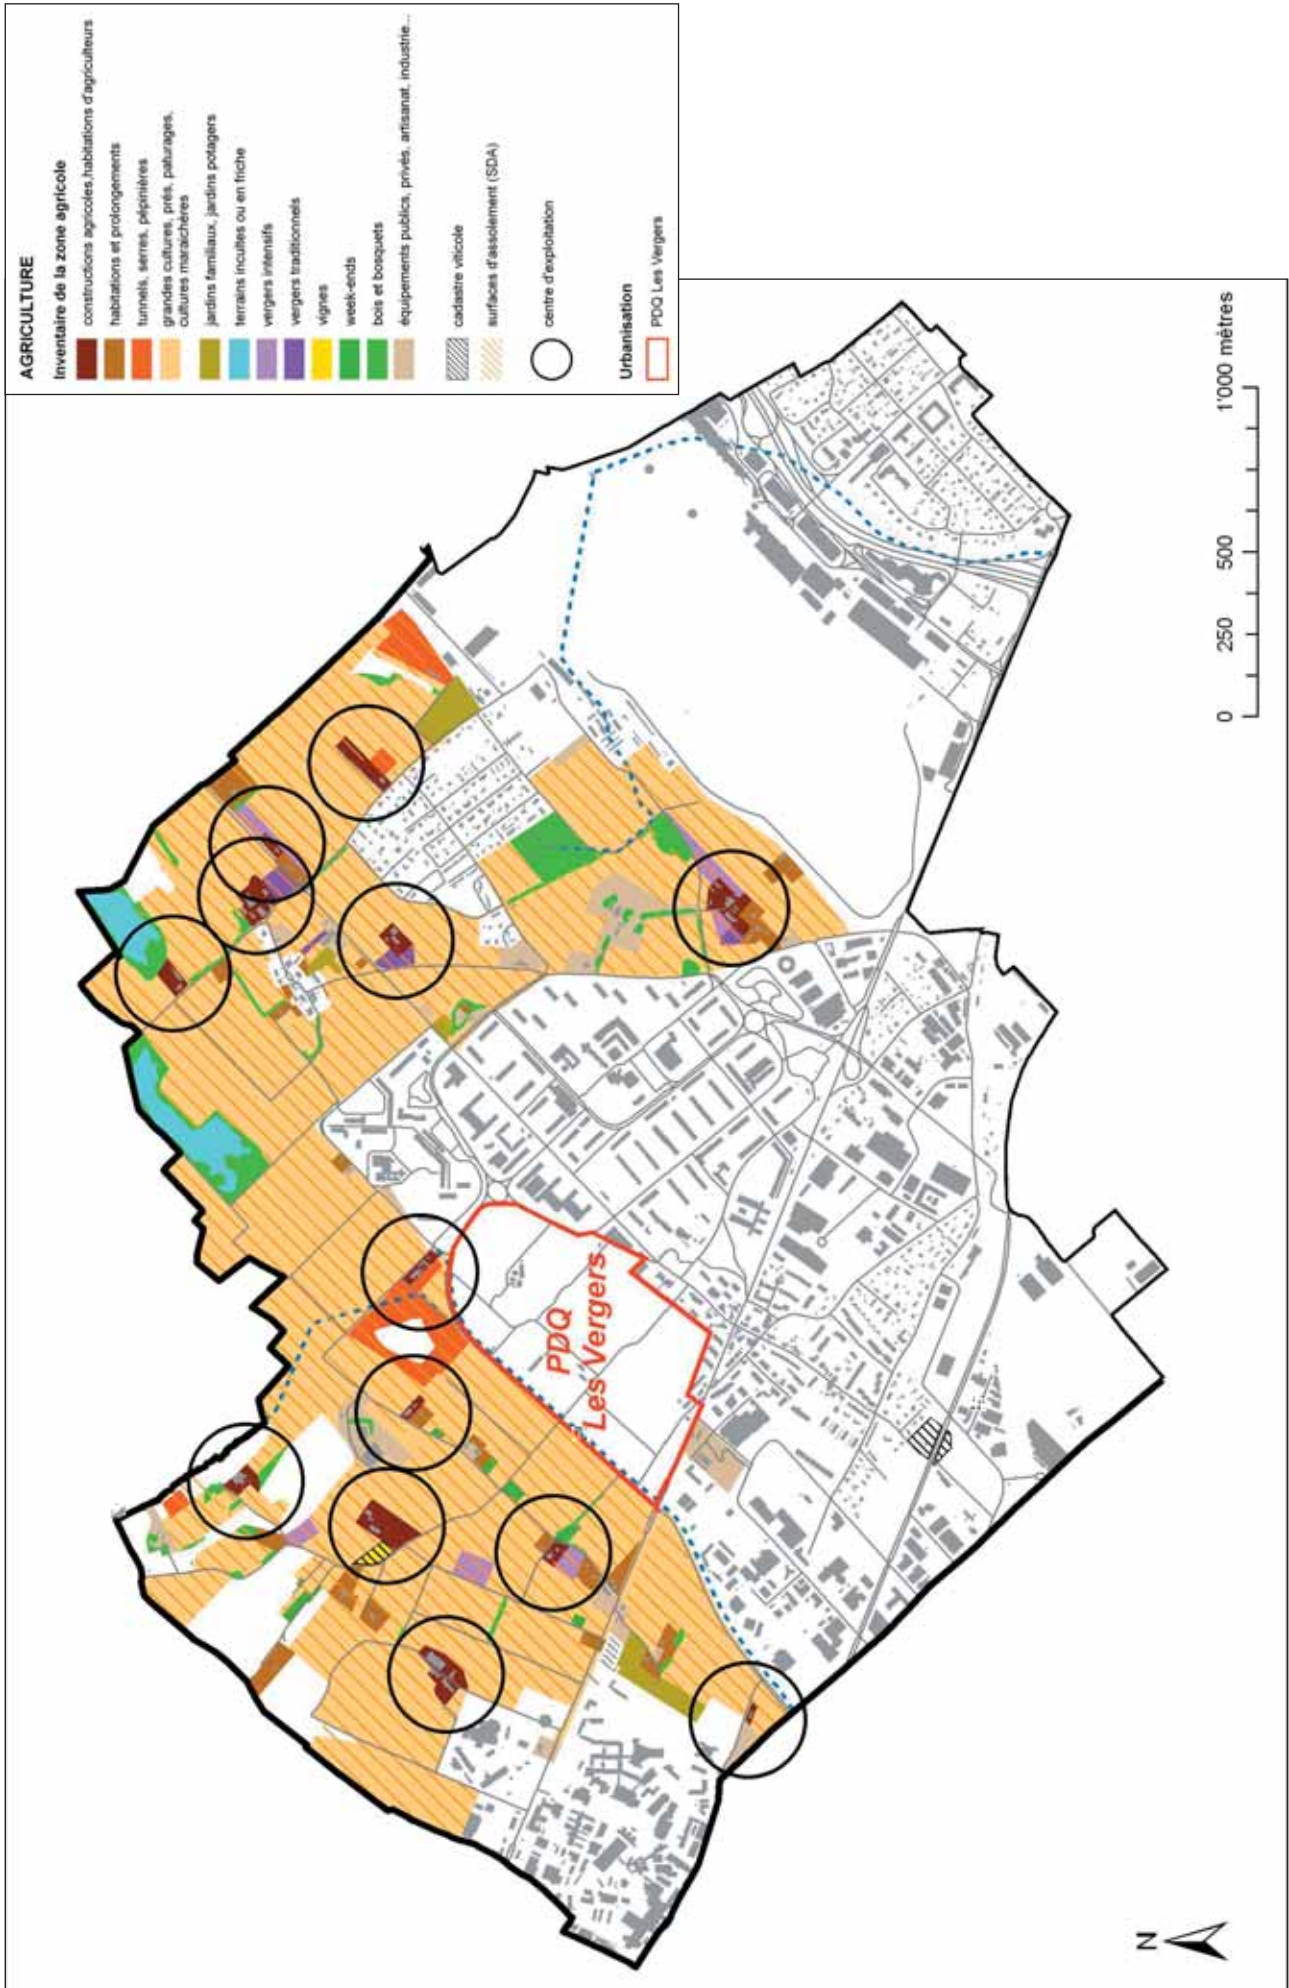 AGRICULTURE
Inventaire de la zone agricole
constructions agricoles,habitations d'agriculteurs
habitations et prolongements
tunnels, serres, pépinières
grandes cultures, prés, paturages,
cultures maraichères
jardins familiaux, jardins potagers
terrains incultes ou en friche
vergers intensifs
vergers traditionnels
vignes
week-ends
bois et bosquets
équipements publics, privés, artisanat, industrie...
cadastre viticole
surfaces d'assolement (SDA)
centre d'exploitation
Urbanisation
PDQ Les Vergers
PDQ
Les Vergers
0 250 500 1'000 mètres
N